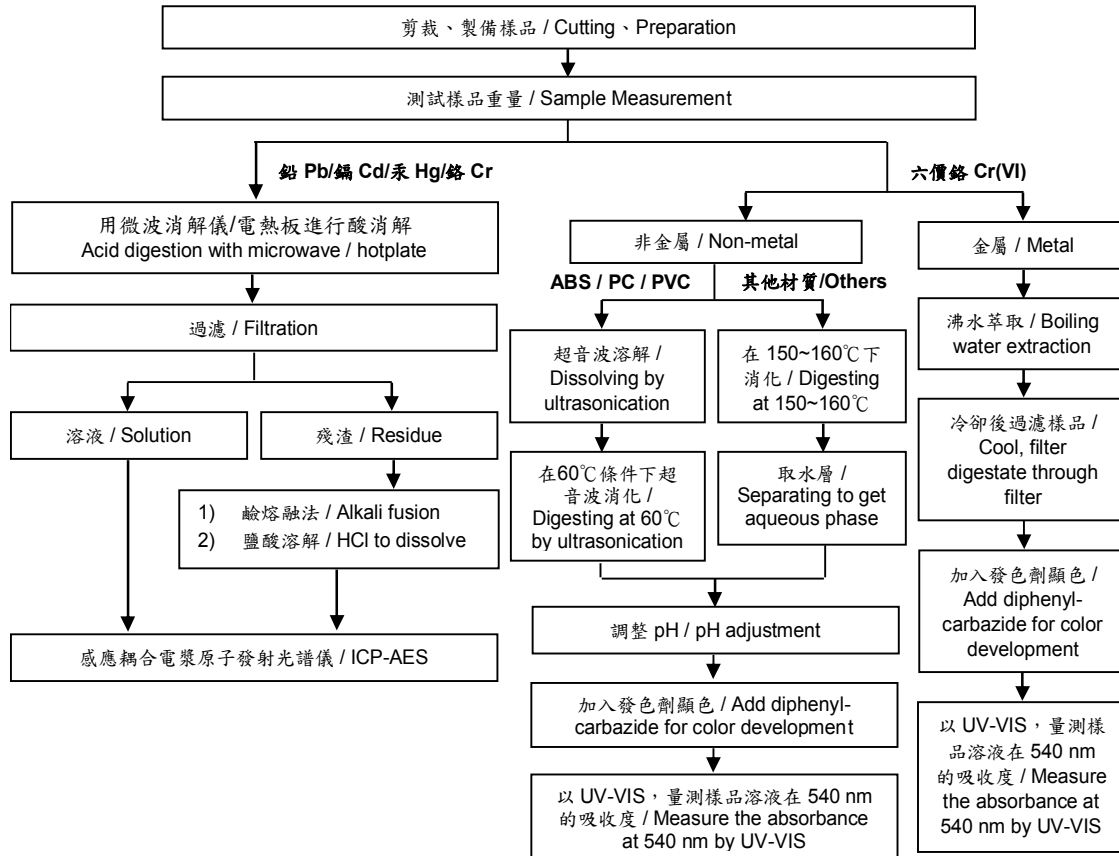 剪裁、製備樣品 / Cutting、Preparation
測試樣品重量 / Sample Measurement
鉛 Pb/鎘 Cd/汞 Hg/鉻 Cr
用微波消解儀/電熱板進行酸消解
Acid digestion with microwave / hotplate
過濾 / Filtration
溶液 / Solution
殘渣 / Residue
1) 鹼熔融法 / Alkali fusion
2) 鹽酸溶解 / HCl to dissolve
感應耦合電漿原子發射光譜儀 / ICP-AES
六價鉻 Cr(VI)
非金屬 / Non-metal
ABS / PC / PVC
超音波溶解 /
Dissolving by
ultrasonication
在60℃條件下超
音波消化 /
Digesting at 60℃
by ultrasonication
其他材質/Others
在 150~160℃下
消化 / Digesting
at 150~160℃
取水層 /
Separating to get
aqueous phase
調整 pH / pH adjustment
加入發色劑顯色 / Add diphenyl-
carbazide for color development
以 UV-VIS，量測樣品溶液在 540 nm
的吸收度 / Measure the absorbance
at 540 nm by UV-VIS
金屬 / Metal
沸水萃取 / Boiling
water extraction
冷卻後過濾樣品 /
Cool, filter
digestate through
filter
加入發色劑顯色 /
Add diphenyl-
carbazide for color
development
以 UV-VIS，量測樣
品溶液在 540 nm
的吸收度 / Measure
the absorbance at
540 nm by UV-VIS